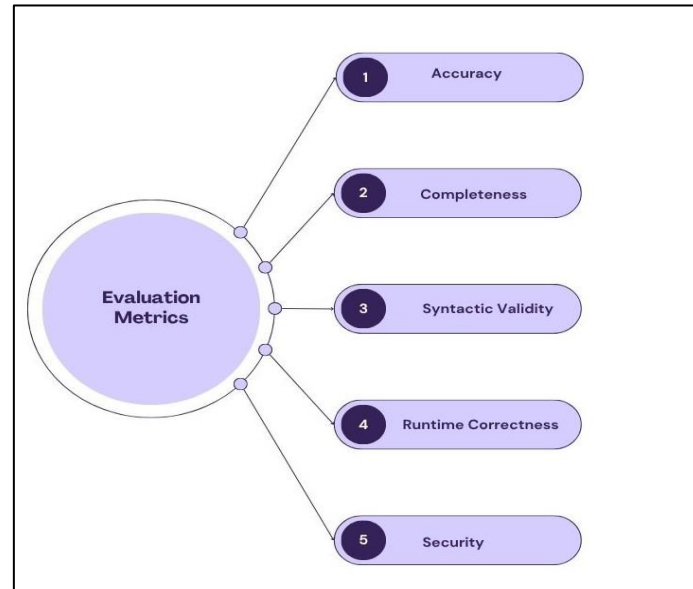 Evaluation
Metrics
1 Accuracy
2 Completeness
3 Syntactic Validity
4 Runtime Correctness
5 Security